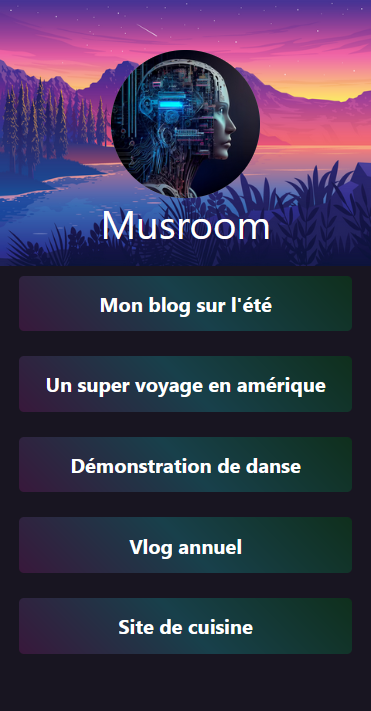 Musroom
Mon blog sur l'été
Un super voyage en amérique
Démonstration de danse
Vlog annuel
Site de cuisine